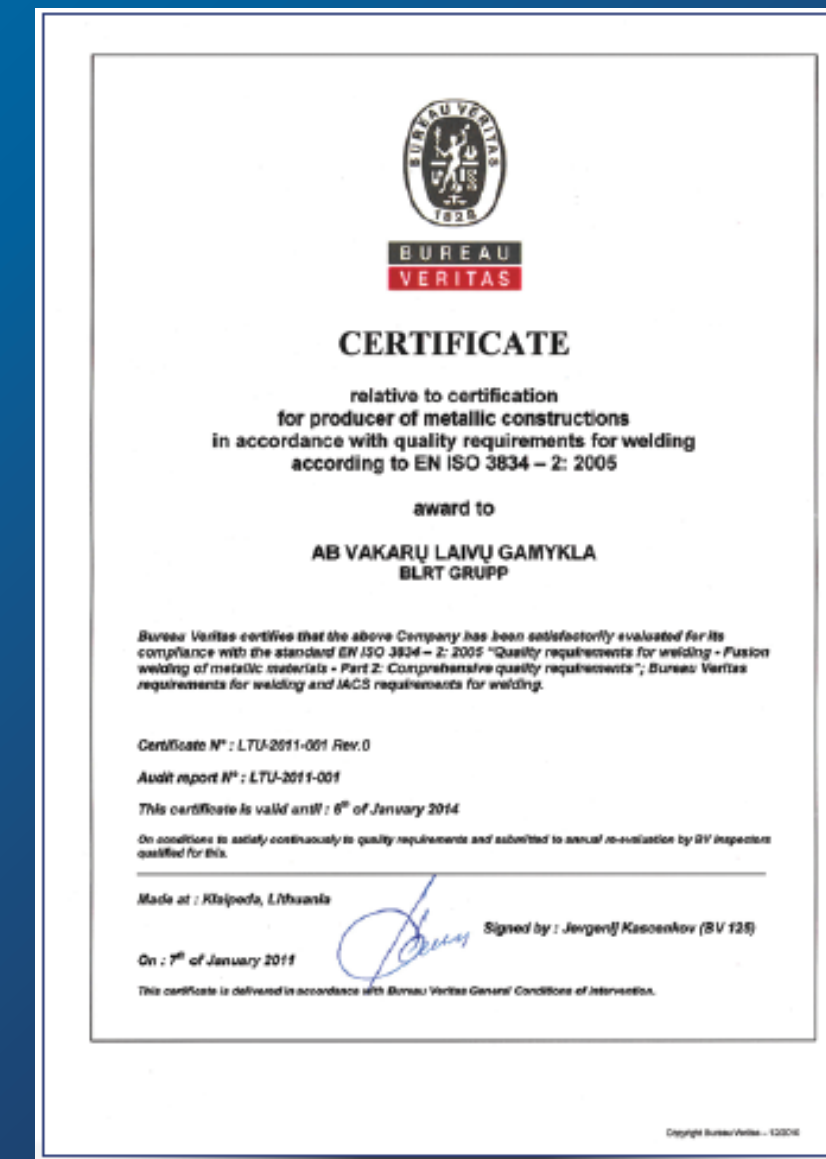 BUREAU VERITAS
1828
BUREAU
VERITAS
CERTIFICATE
relative to certification
for producer of metallic constructions
in accordance with quality requirements for welding
according to EN ISO 3834 – 2: 2005
award to
AB VAKARŲ LAIVŲ GAMYKLA
BLRT GRUPP
Bureau Veritas certifies that the above Company has been satisfactorily evaluated for its
compliance with the standard EN ISO 3834 – 2: 2005 "Quality requirements for welding - Fusion
welding of metallic materials - Part 2: Comprehensive quality requirements"; Bureau Veritas
requirements for welding and IACS requirements for welding.
Certificate N° : LTU-2011-001 Rev.0
Audit report N° : LTU-2011-001
This certificate is valid until : 6th of January 2014
On conditions to satisfy continuously to quality requirements and submitted to annual re-evaluation by BV inspectors
qualified for this.
Made at : Klaipeda, Lithuania
Signed by : Jevgenij Kascenkov (BV 125)
On : 7th of January 2011
This certificate is delivered in accordance with Bureau Veritas General Conditions of Intervention.
Copyright Bureau Veritas – 12/2010